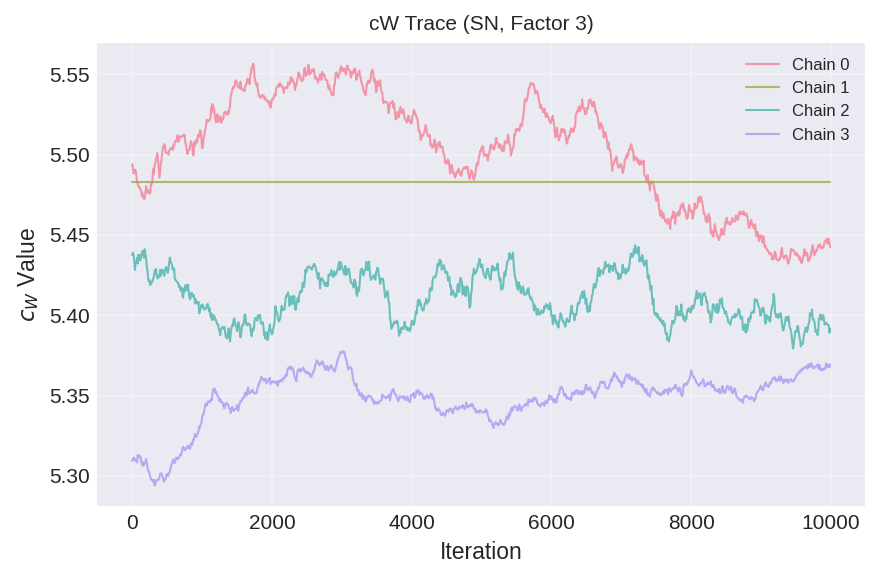 cW Trace (SN, Factor 3)
5.55
5.50
5.45
5.40
5.35
5.30
c_W Value
Chain 0
Chain 1
Chain 2
Chain 3
0
2000
4000
6000
8000
10000
Iteration